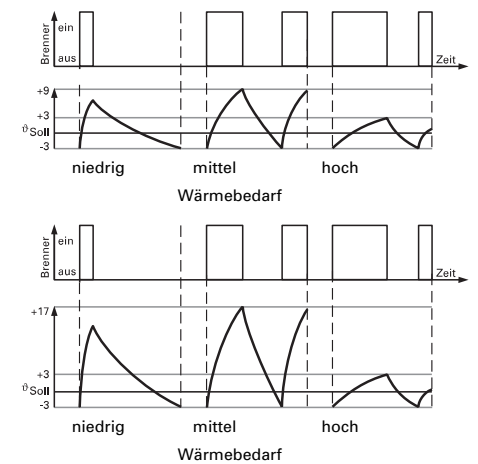 Brenner
ein
aus
Zeit
+9
+3
ϑSoll
-3
niedrig mittel hoch
Wärmebedarf
Brenner
ein
aus
Zeit
+17
+3
ϑSoll
-3
niedrig mittel hoch
Wärmebedarf